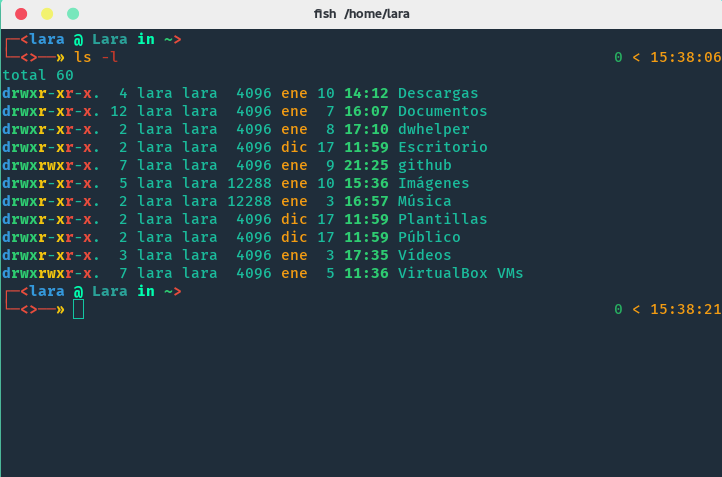 fish /home/lara
┌─<lara @ Lara in ~>
└─<>──» ls -l 0 < 15:38:06
total 60
drwxr-xr-x. 4 lara lara 4096 ene 10 14:12 Descargas
drwxr-xr-x. 12 lara lara 4096 ene 7 16:07 Documentos
drwxr-xr-x. 2 lara lara 4096 ene 8 17:10 dwhelper
drwxr-xr-x. 2 lara lara 4096 dic 17 11:59 Escritorio
drwxrwxr-x. 7 lara lara 4096 ene 9 21:25 github
drwxr-xr-x. 5 lara lara 12288 ene 10 15:36 Imágenes
drwxr-xr-x. 2 lara lara 12288 ene 3 16:57 Música
drwxr-xr-x. 2 lara lara 4096 dic 17 11:59 Plantillas
drwxr-xr-x. 2 lara lara 4096 dic 17 11:59 Público
drwxr-xr-x. 3 lara lara 4096 ene 3 17:35 Vídeos
drwxrwxr-x. 7 lara lara 4096 ene 5 11:36 VirtualBox VMs
┌─<lara @ Lara in ~>
└─<>──» 0 < 15:38:21